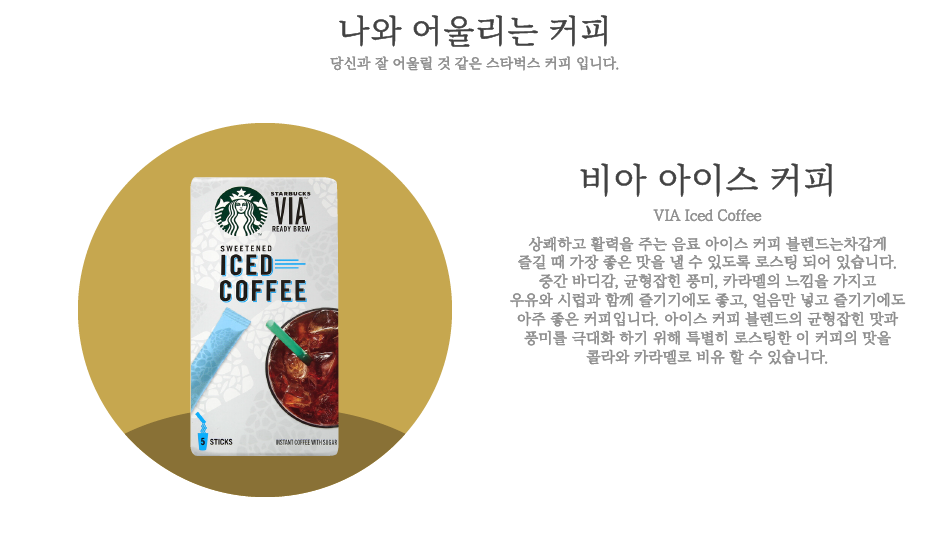 나와 어울리는 커피
당신과 잘 어울릴 것 같은 스타벅스 커피 입니다.
STARBUCKS
VIA
READY BREW
SWEETENED
ICED
COFFEE
5 STICKS
INSTANT COFFEE WITH SUGAR
비아 아이스 커피
VIA Iced Coffee
상쾌하고 활력을 주는 음료 아이스 커피 블렌드는차갑게
즐길 때 가장 좋은 맛을 낼 수 있도록 로스팅 되어 있습니다.
중간 바디감, 균형잡힌 풍미, 카라멜의 느낌을 가지고
우유와 시럽과 함께 즐기기에도 좋고, 얼음만 넣고 즐기기에도
아주 좋은 커피입니다. 아이스 커피 블렌드의 균형잡힌 맛과
풍미를 극대화 하기 위해 특별히 로스팅한 이 커피의 맛을
콜라와 카라멜로 비유 할 수 있습니다.